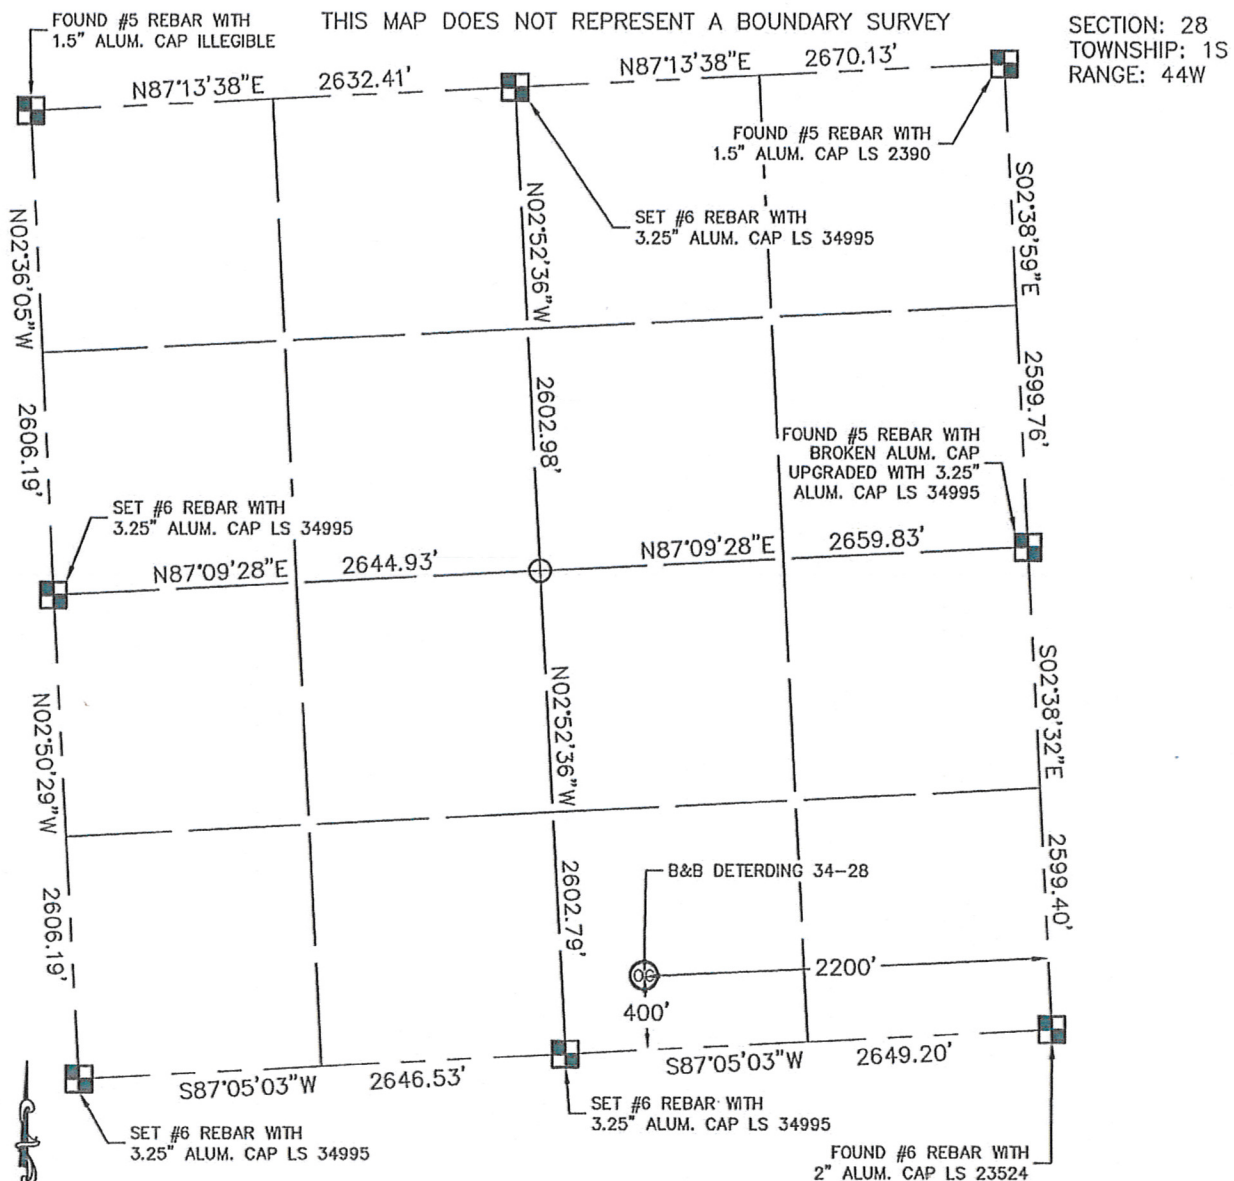 THIS MAP DOES NOT REPRESENT A BOUNDARY SURVEY
SECTION: 28
TOWNSHIP: 1S
RANGE: 44W
FOUND #5 REBAR WITH
1.5" ALUM. CAP ILLEGIBLE
N87°13'38"E
2632.41'
N87°13'38"E
2670.13'
FOUND #5 REBAR WITH
1.5" ALUM. CAP LS 2390
SET #6 REBAR WITH
3.25" ALUM. CAP LS 34995
N02°36'05"W
2606.19'
N02°52'36"W
2602.98'
S02°38'59"E
2599.76'
FOUND #5 REBAR WITH
BROKEN ALUM. CAP
UPGRADED WITH 3.25"
ALUM. CAP LS 34995
SET #6 REBAR WITH
3.25" ALUM. CAP LS 34995
N87°09'28"E
2644.93'
N87°09'28"E
2659.83'
N02°50'29"W
2606.19'
N02°52'36"W
2602.79'
S02°38'32"E
2599.40'
B&B DETERDING 34-28
OG
2200'
400'
S87°05'03"W
2646.53'
S87°05'03"W
2649.20'
SET #6 REBAR WITH
3.25" ALUM. CAP LS 34995
SET #6 REBAR WITH
3.25" ALUM. CAP LS 34995
FOUND #6 REBAR WITH
2" ALUM. CAP LS 23524